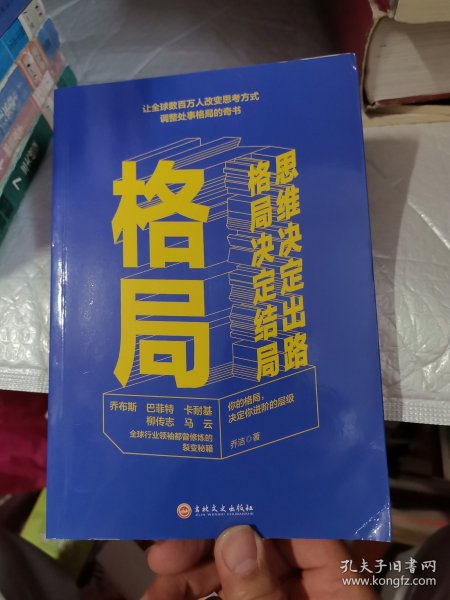 让全球数百万人改变思考方式
调整处事格局的奇书
格局
思维决定出路
格局决定结局
乔布斯 巴菲特 卡耐基
柳传志 马云
全球行业领袖都曾修炼的
裂变秘籍
你的格局，
决定你进阶的层级
乔洁 著
吉林文史出版社
JILIN WENSHI CHUBANSHE
孔夫子旧书网
www.kongfz.com